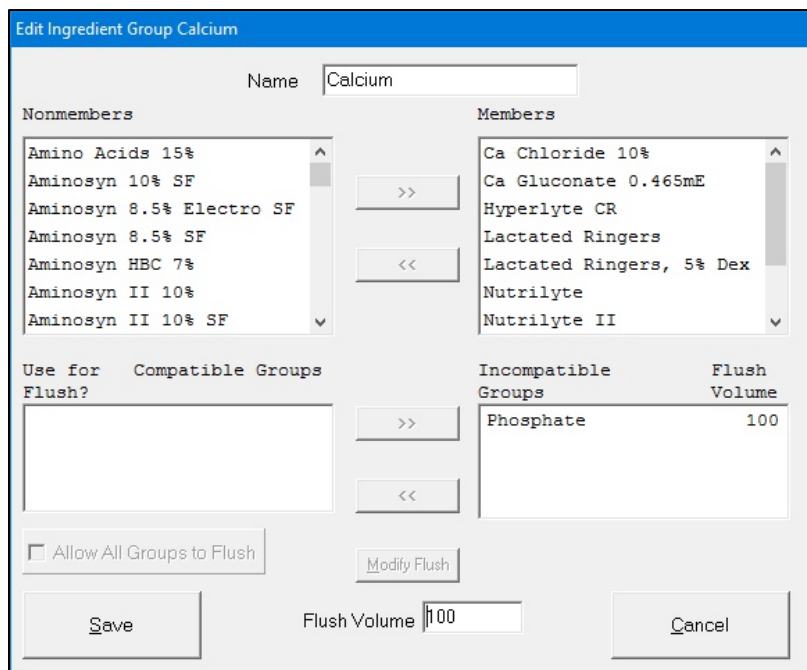 Edit Ingredient Group Calcium
Name Calcium
Nonmembers
Members
Amino Acids 15%
Aminosyn 10% SF
Aminosyn 8.5% Electro SF
Aminosyn 8.5% SF
Aminosyn HBC 7%
Aminosyn II 10%
Aminosyn II 10% SF
>>
<<
Ca Chloride 10%
Ca Gluconate 0.465mE
Hyperlyte CR
Lactated Ringers
Lactated Ringers, 5% Dex
Nutrilyte
Nutrilyte II
Use for Compatible Groups
Flush?
>>
<<
Incompatible Flush
Groups Volume
Phosphate 100
Allow All Groups to Flush
Modify Flush
Save
Flush Volume 100
Cancel